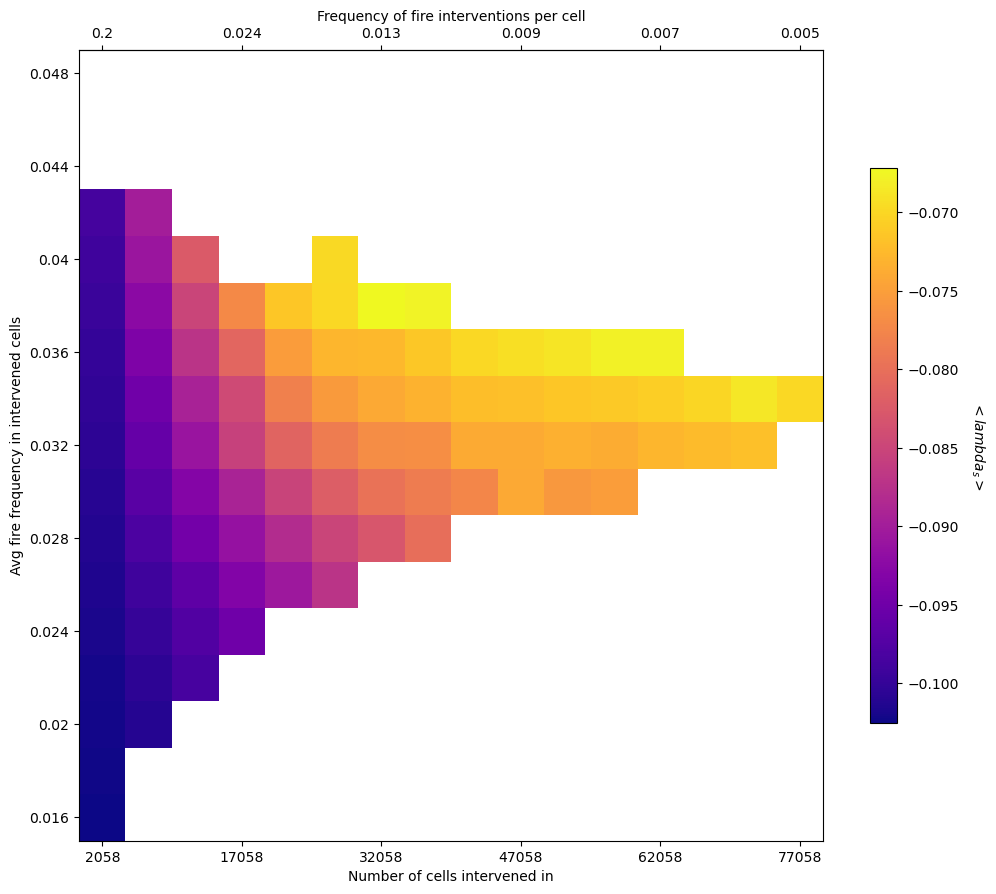 Frequency of fire interventions per cell
0.2 0.024 0.013 0.009 0.007 0.005
0.048
0.044
0.04
0.036
0.032
0.028
0.024
0.02
0.016
Avg fire frequency in intervened cells
2058 17058 32058 47058 62058 77058
Number of cells intervened in
−0.070
−0.075
−0.080
−0.085
−0.090
−0.095
−0.100
< lambda_s >